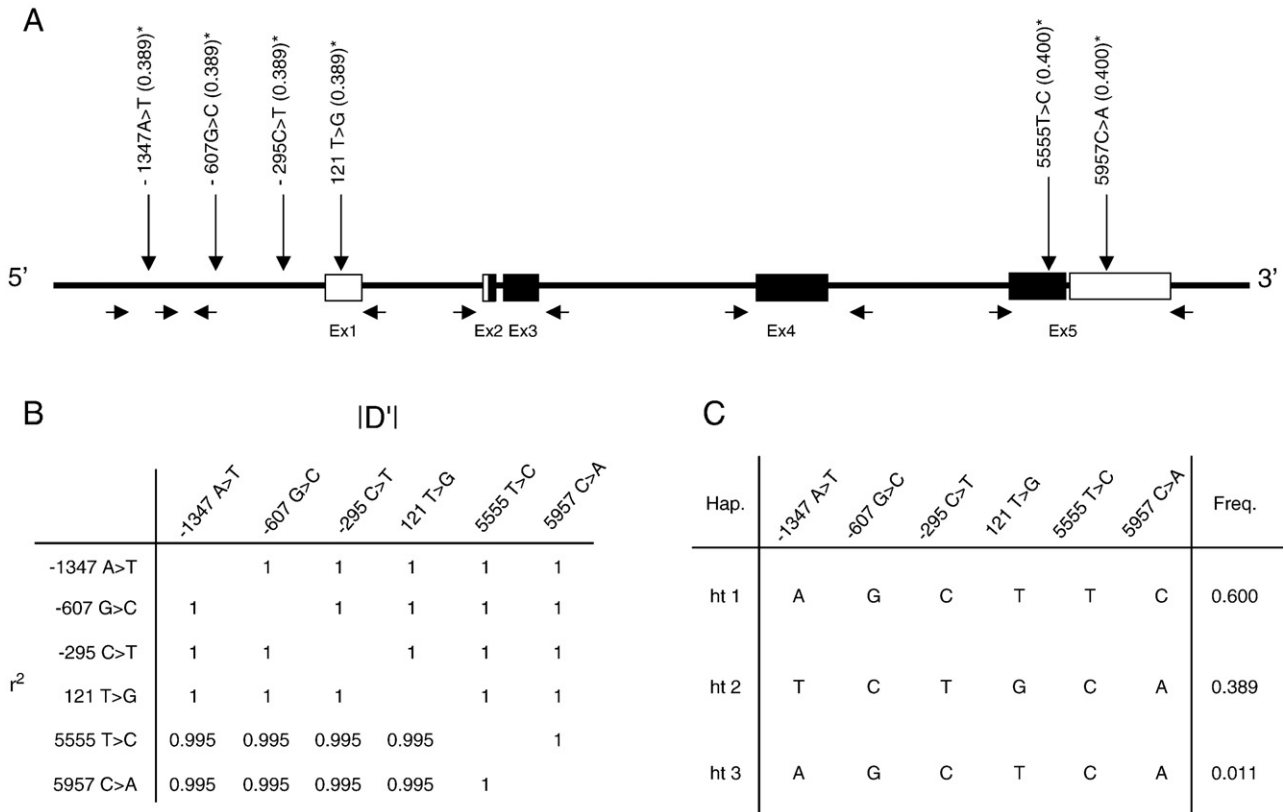 A
- 1347A>T (0.389)*
- 607G>C (0.389)*
- 295C>T (0.389)*
121 T>G (0.389)*
5555T>C (0.400)*
5957C>A (0.400)*
5’ 3’
Ex1 Ex2 Ex3 Ex4 Ex5
B
|D'|
-1347 A>T -607 G>C -295 C>T 121 T>G 5555 T>C 5957 C>A
-1347 A>T 1 1 1 1 1
-607 G>C 1 1 1 1 1
-295 C>T 1 1 1 1 1
r²
121 T>G 1 1 1 1 1
5555 T>C 0.995 0.995 0.995 0.995 1
5957 C>A 0.995 0.995 0.995 0.995 1
C
Hap. -1347 A>T -607 G>C -295 C>T 121 T>G 5555 T>C 5957 C>A Freq.
ht 1 A G C T T C 0.600
ht 2 T C T G C A 0.389
ht 3 A G C T C A 0.011